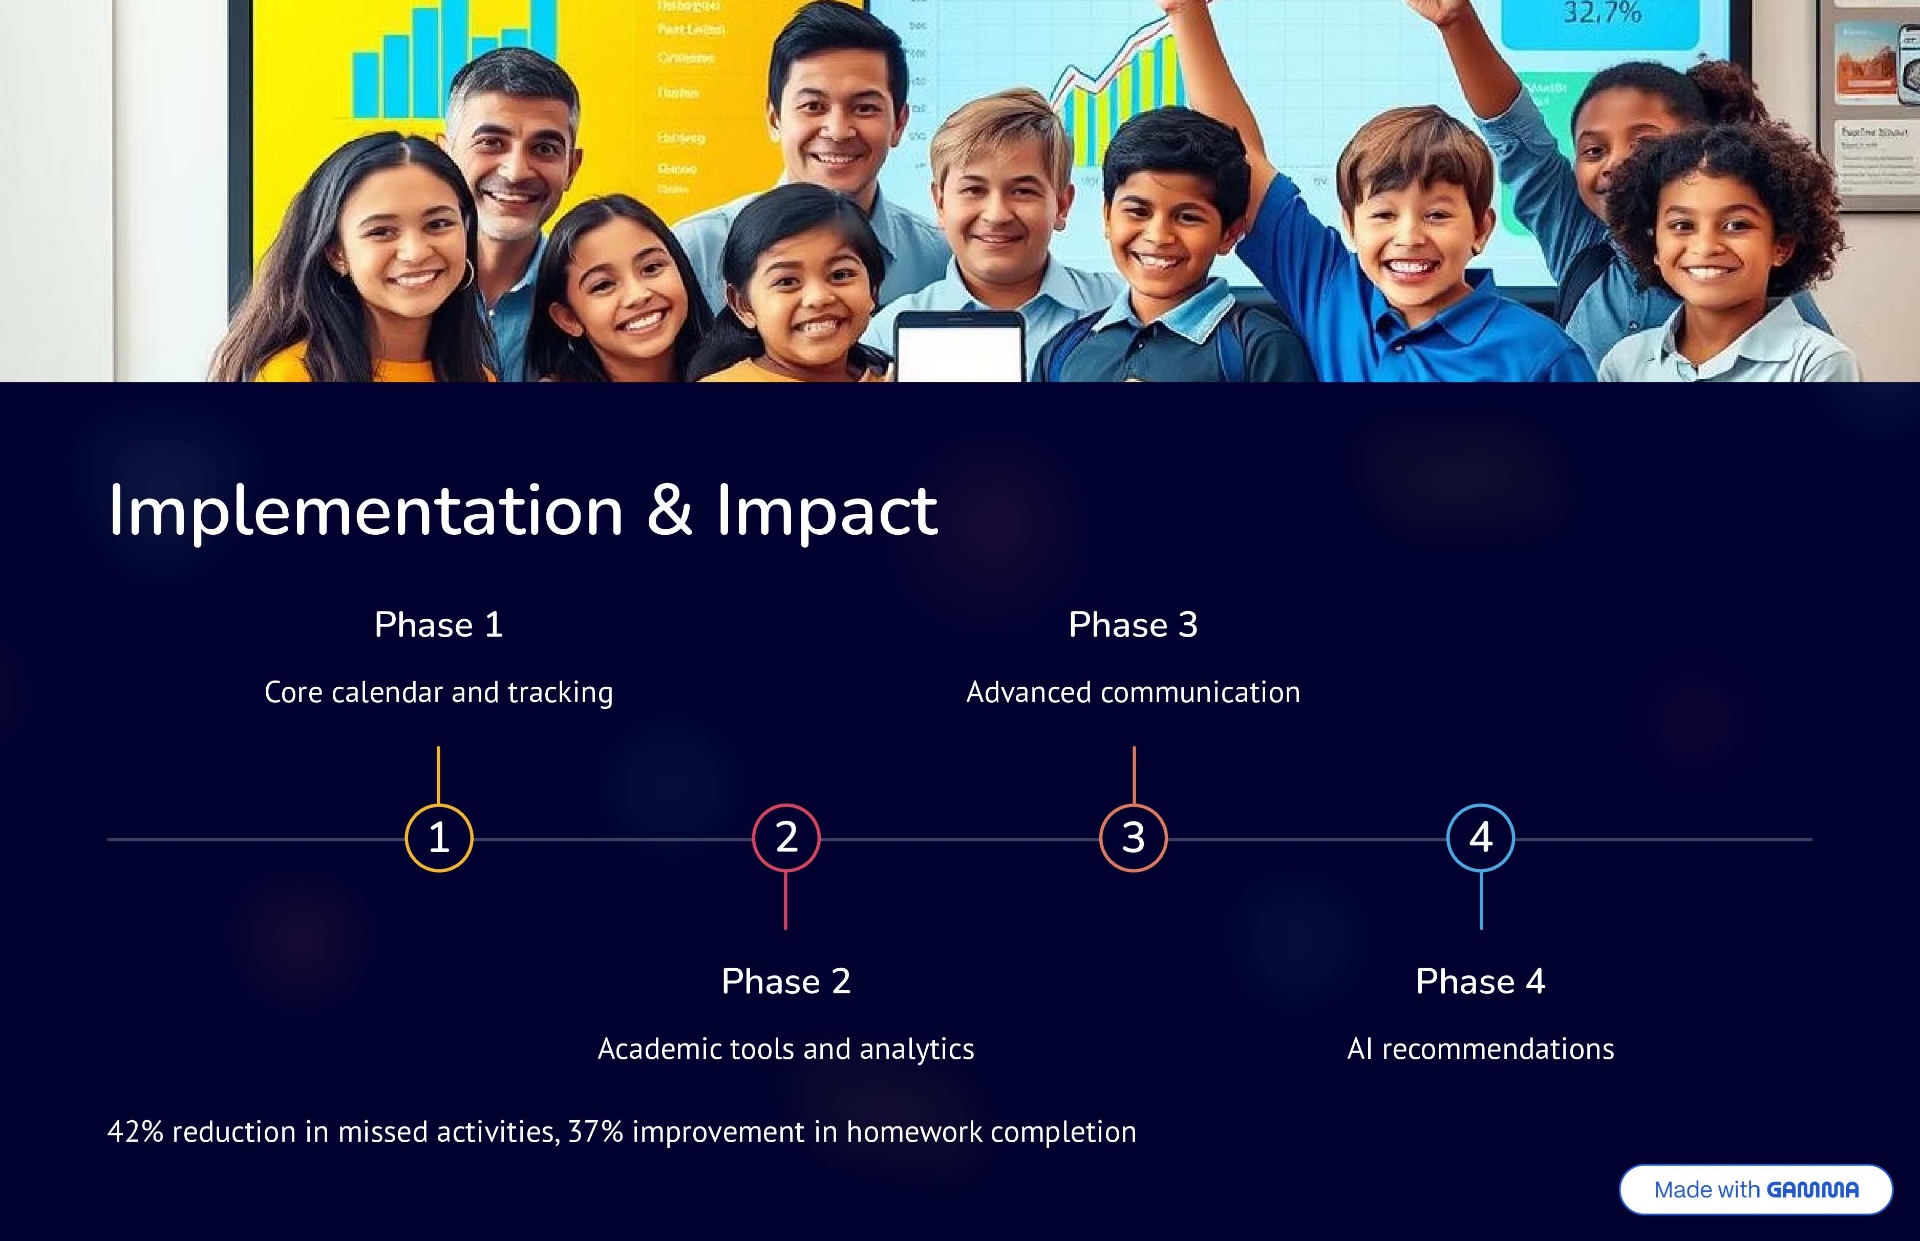 32.7%
Implementation & Impact
Phase 1
Core calendar and tracking
Phase 3
Advanced communication
1
2
3
4
Phase 2
Academic tools and analytics
Phase 4
AI recommendations
42% reduction in missed activities, 37% improvement in homework completion
Made with GAMMA